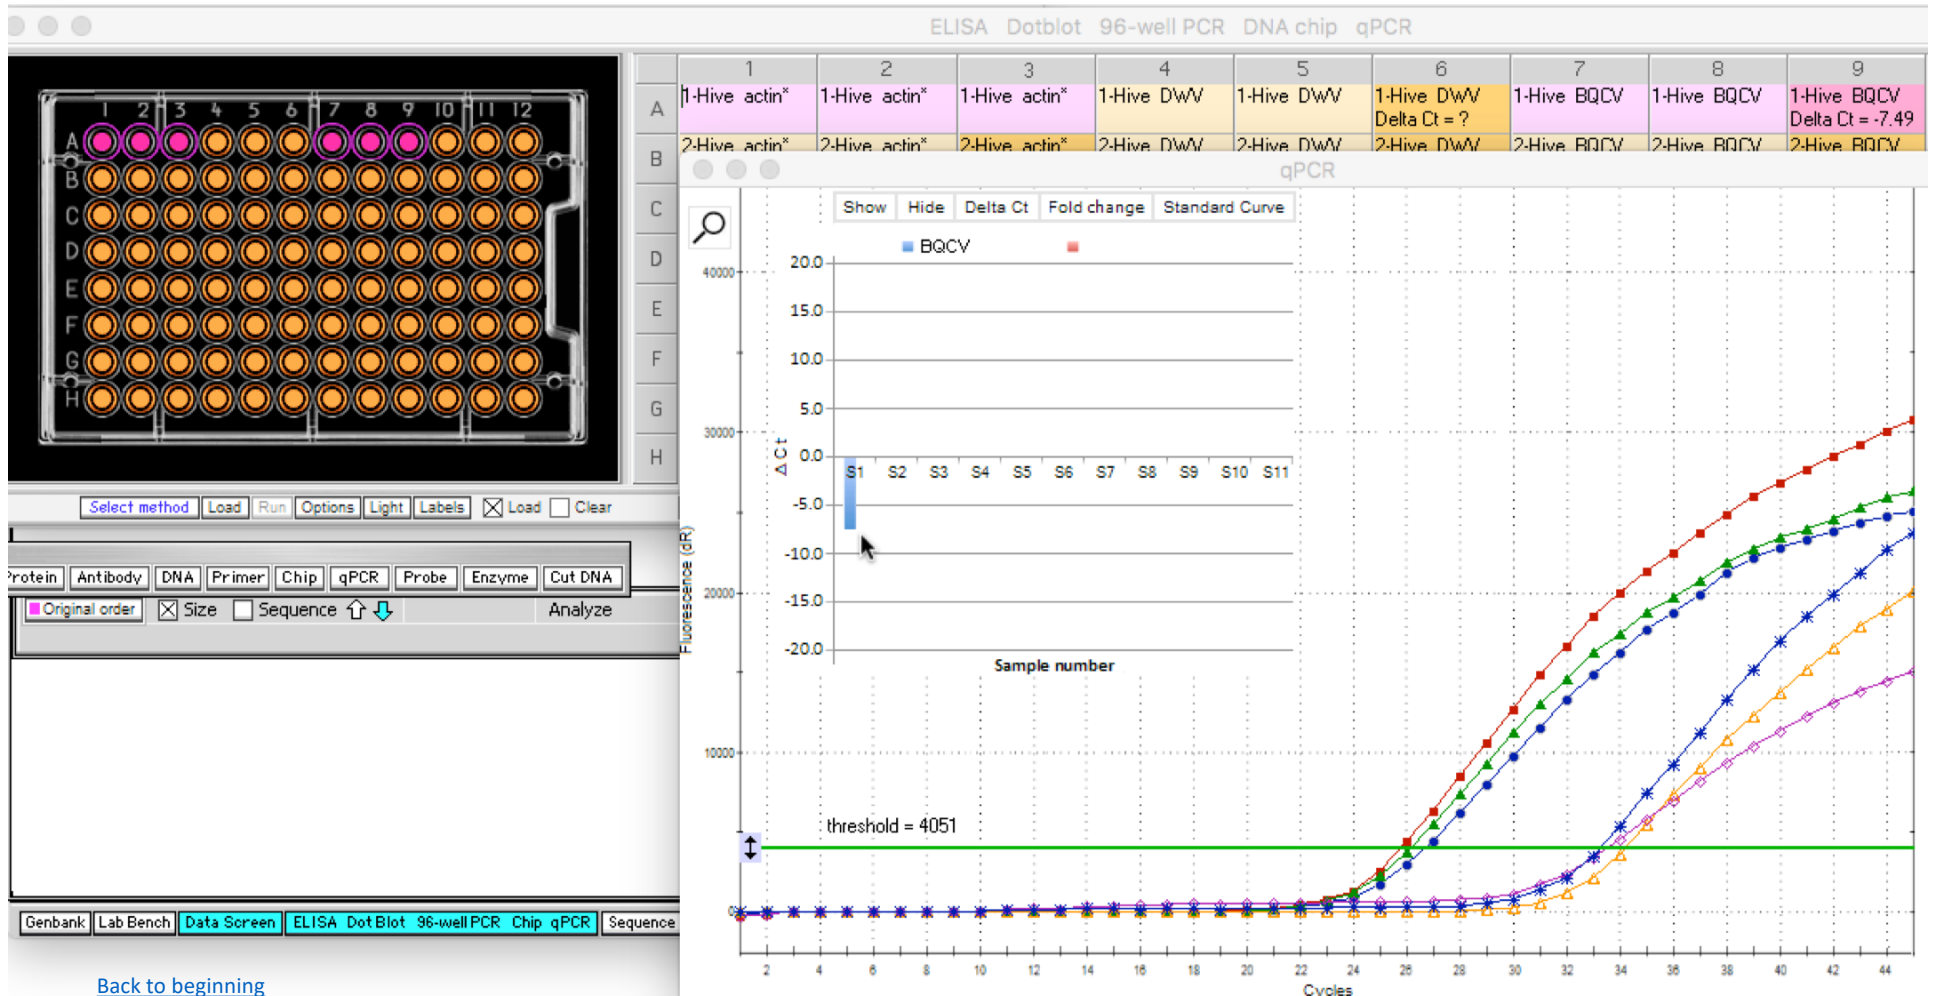 ELISA Dotblot 96-well PCR DNA chip qPCR
1 2 3 4 5 6 7 8 9
A 1-Hive actin* 1-Hive actin* 1-Hive actin* 1-Hive DWV 1-Hive DWV 1-Hive DWV 1-Hive BQCV 1-Hive BQCV 1-Hive BQCV
Delta Ct = ? Delta Ct = -7.49
B 2-Hive actin* 2-Hive actin* 2-Hive actin* 2-Hive DWV 2-Hive DWV 2-Hive DWV 2-Hive BQCV 2-Hive BQCV 2-Hive BQCV
C
D
E
F
G
H
1 2 3 4 5 6 7 8 9 10 11 12
A
B
C
D
E
F
G
H
Select method Load Run Options Light Labels Load Clear
Protein Antibody DNA Primer Chip qPCR Probe Enzyme Cut DNA
Original order Size Sequence Analyze
Genbank Lab Bench Data Screen ELISA DotBlot 96-well PCR Chip qPCR Sequence
Back to beginning
qPCR
Show Hide Delta Ct Fold change Standard Curve
BQCV
20.0
15.0
10.0
5.0
0.0
-5.0
-10.0
-15.0
-20.0
ΔCt
S1 S2 S3 S4 S5 S6 S7 S8 S9 S10 S11
Sample number
40000
30000
20000
10000
0
Fluorescence (dR)
threshold = 4051
2 4 6 8 10 12 14 16 18 20 22 24 26 28 30 32 34 36 38 40 42 44
Cycles